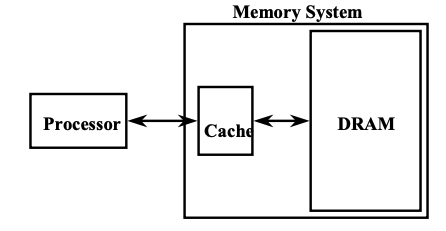 Memory System
Processor
Cache
DRAM